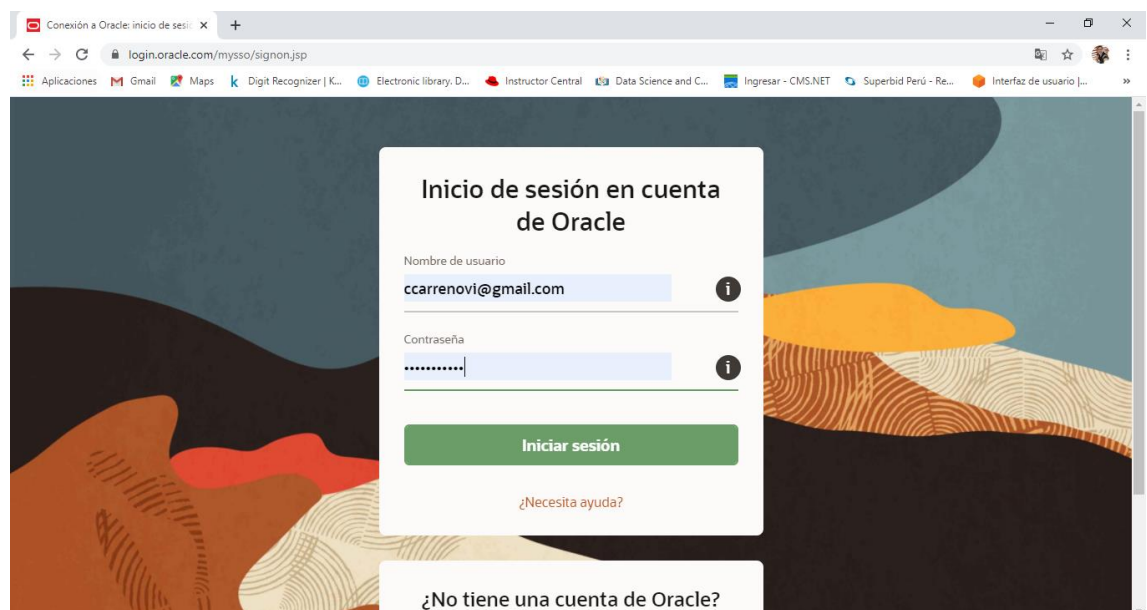 Conexión a Oracle: inicio de sesic
login.oracle.com/mysso/signon.jsp
Aplicaciones Gmail Maps Digit Recognizer | K... Electronic library. D... Instructor Central Data Science and C... Ingresar - CMS.NET Superbid Perú - Re... Interfaz de usuario |...
Inicio de sesión en cuenta
de Oracle
Nombre de usuario
ccarrenovi@gmail.com
Contraseña
•••••••••••
Iniciar sesión
¿Necesita ayuda?
¿No tiene una cuenta de Oracle?